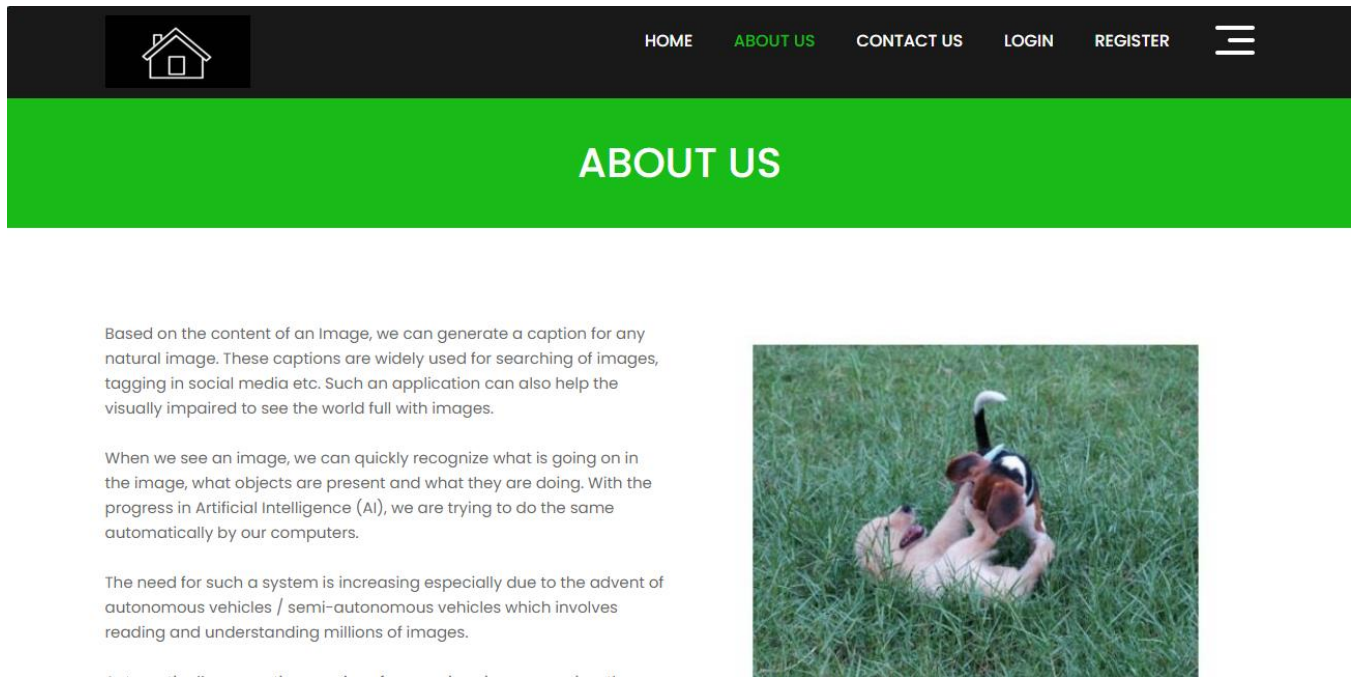 HOME ABOUT US CONTACT US LOGIN REGISTER
ABOUT US
Based on the content of an Image, we can generate a caption for any
natural image. These captions are widely used for searching of images,
tagging in social media etc. Such an application can also help the
visually impaired to see the world full with images.
When we see an image, we can quickly recognize what is going on in
the image, what objects are present and what they are doing. With the
progress in Artificial Intelligence (AI), we are trying to do the same
automatically by our computers.
The need for such a system is increasing especially due to the advent of
autonomous vehicles / semi-autonomous vehicles which involves
reading and understanding millions of images.